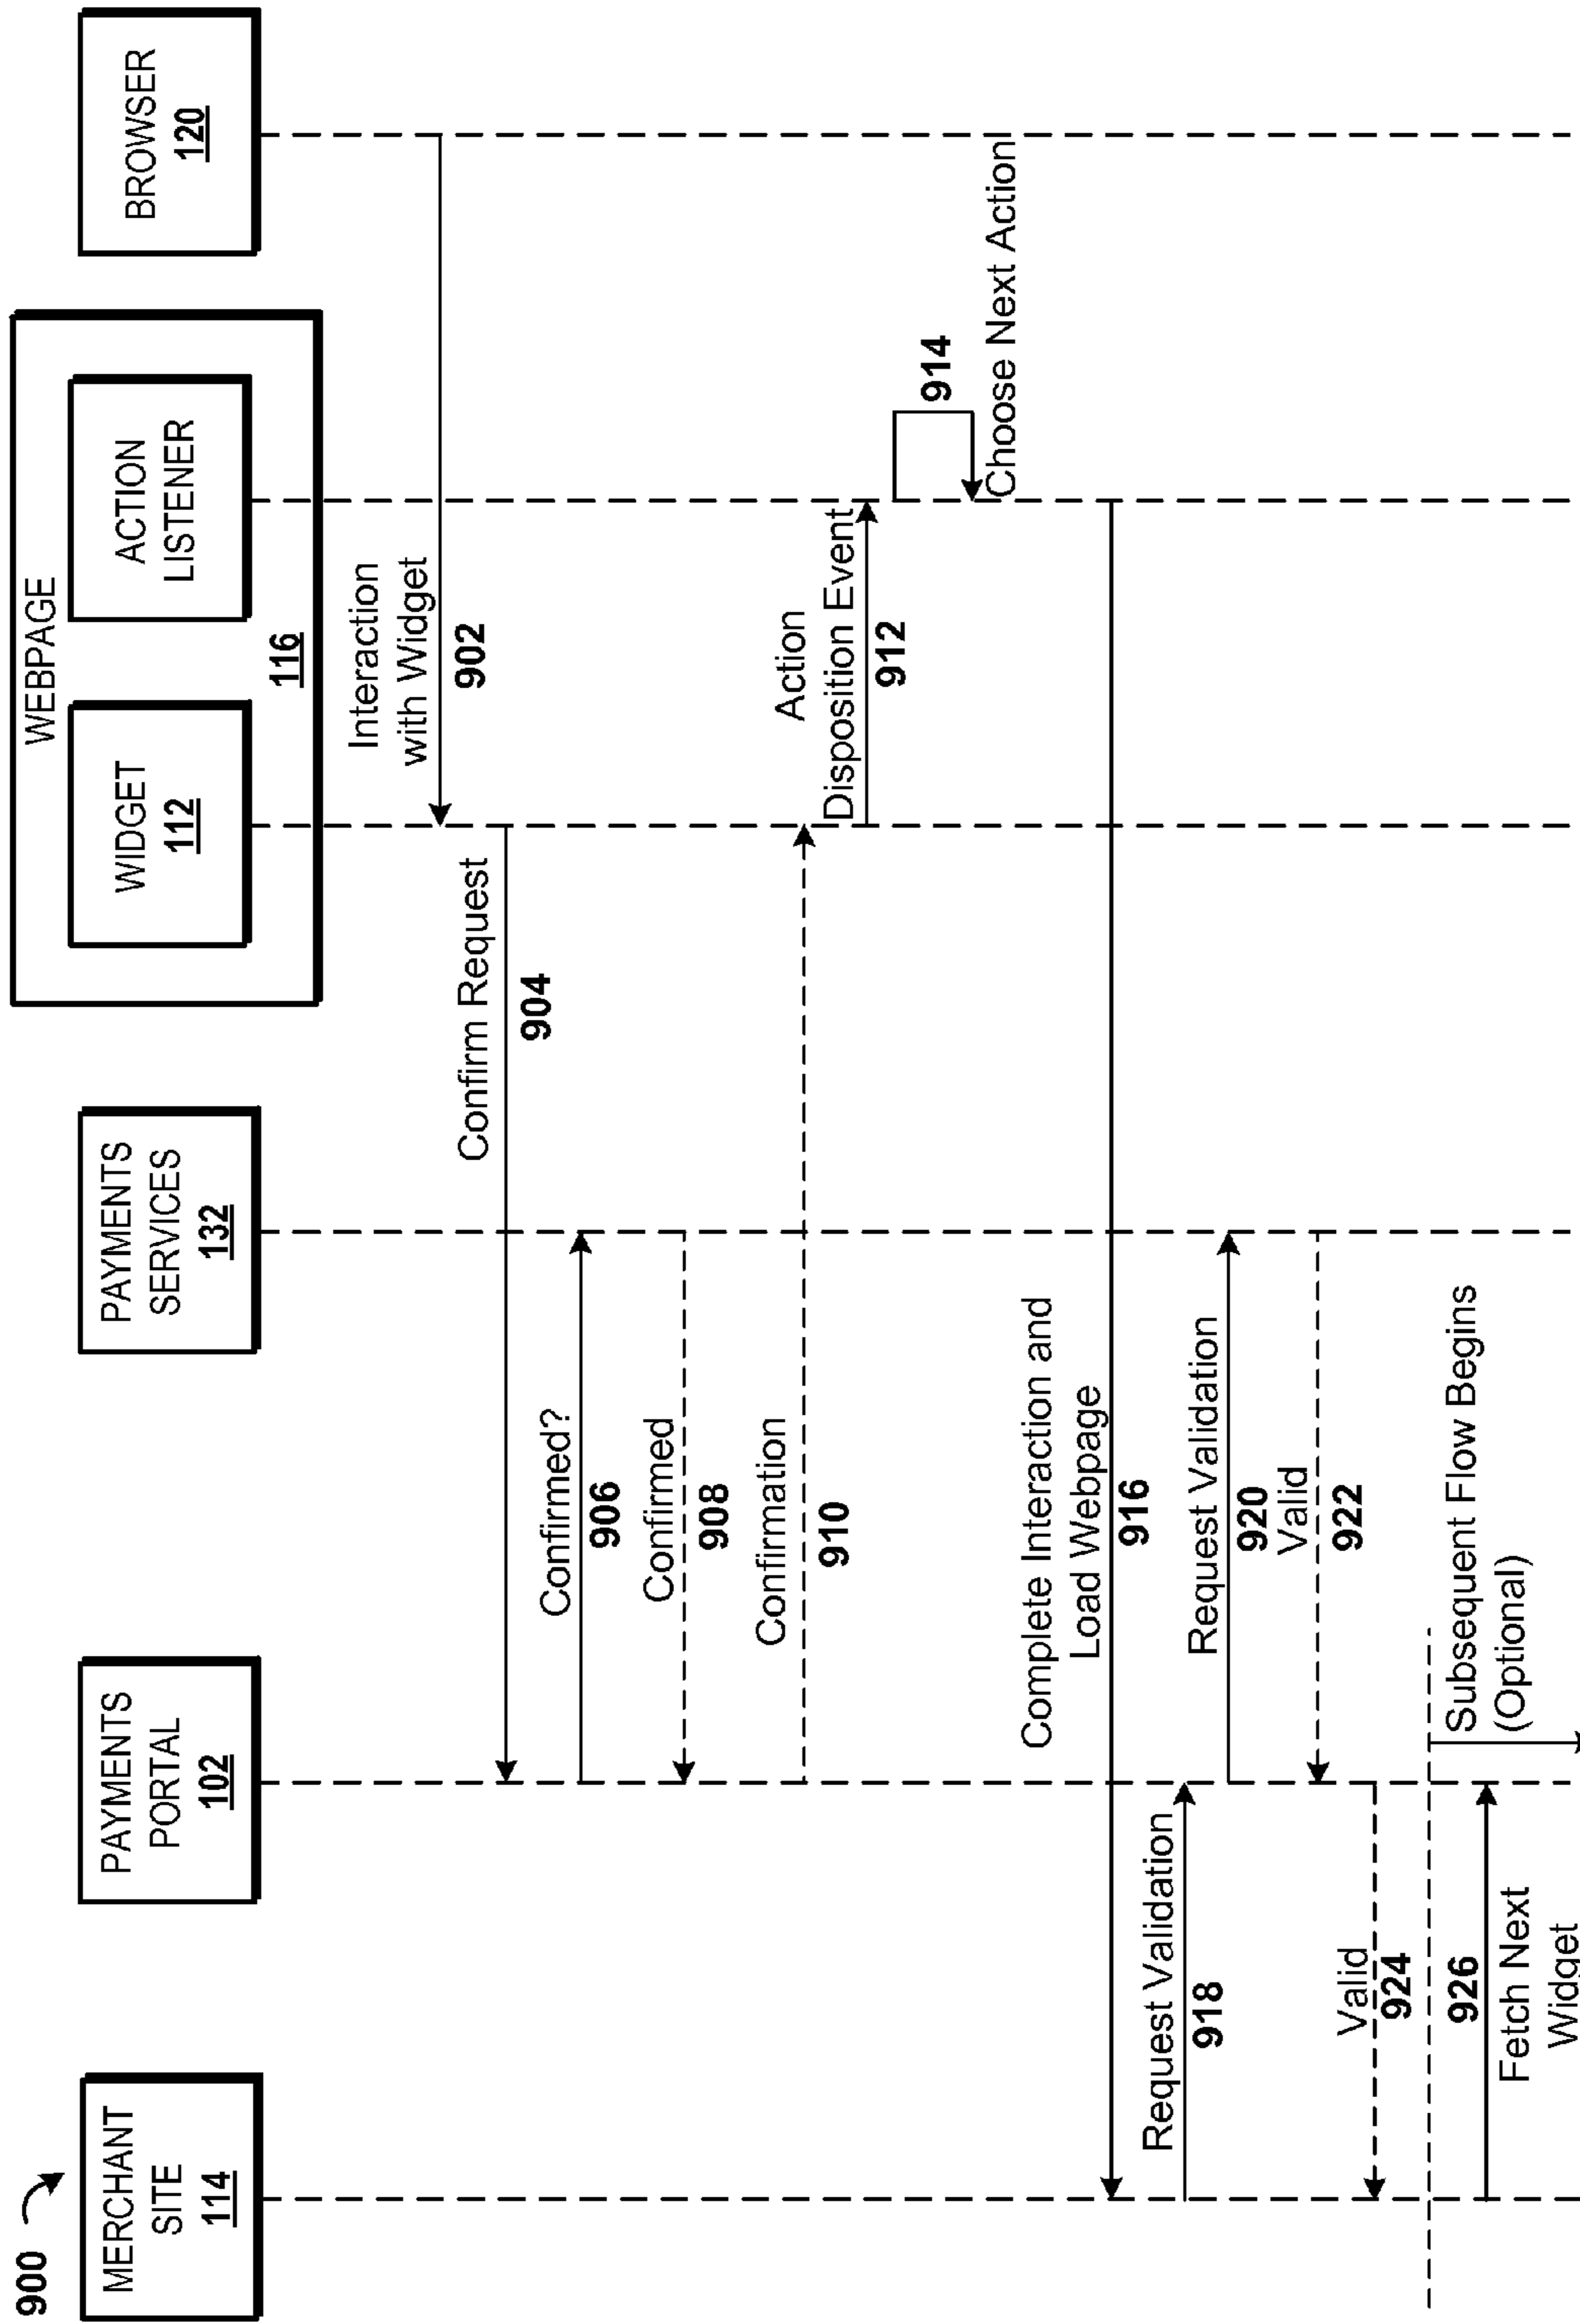 900
MERCHANT
SITE
114
PAYMENTS
PORTAL
102
PAYMENTS
SERVICES
132
WEBPAGE
WIDGET
112
ACTION
LISTENER
116
BROWSER
120
Interaction
with Widget
902
Confirm Request
904
Confirmed?
906
Confirmed
908
Confirmation
910
Action
Disposition Event
912
914
Choose Next Action
Complete Interaction and
Load Webpage
916
Request Validation
918
Request Validation
920
Valid
922
Valid
924
Subsequent Flow Begins
(Optional)
926
Fetch Next
Widget